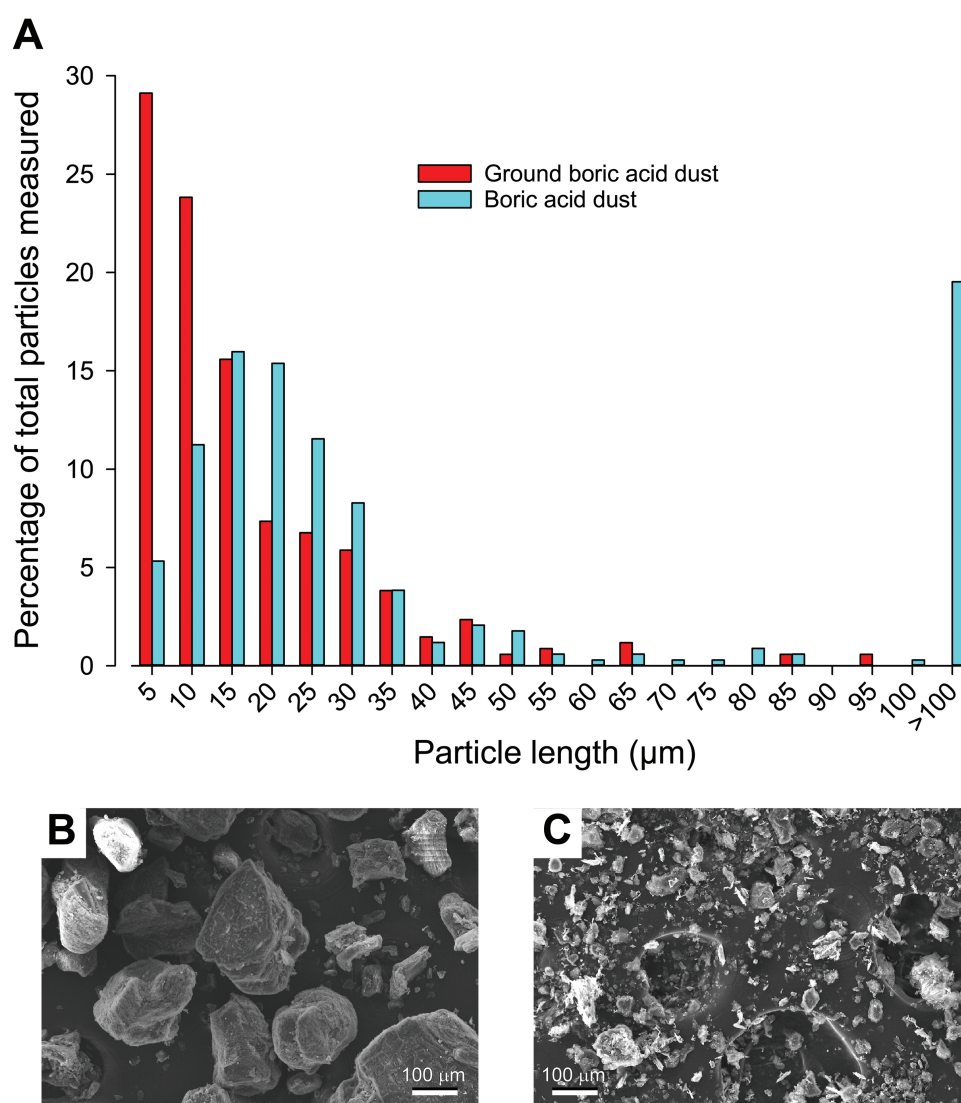 A
30
25
20
15
10
5
0
Percentage of total particles measured
Ground boric acid dust
Boric acid dust
5 10 15 20 25 30 35 40 45 50 55 60 65 70 75 80 85 90 95 100 >100
Particle length (µm)
B
100 µm
C
100 µm